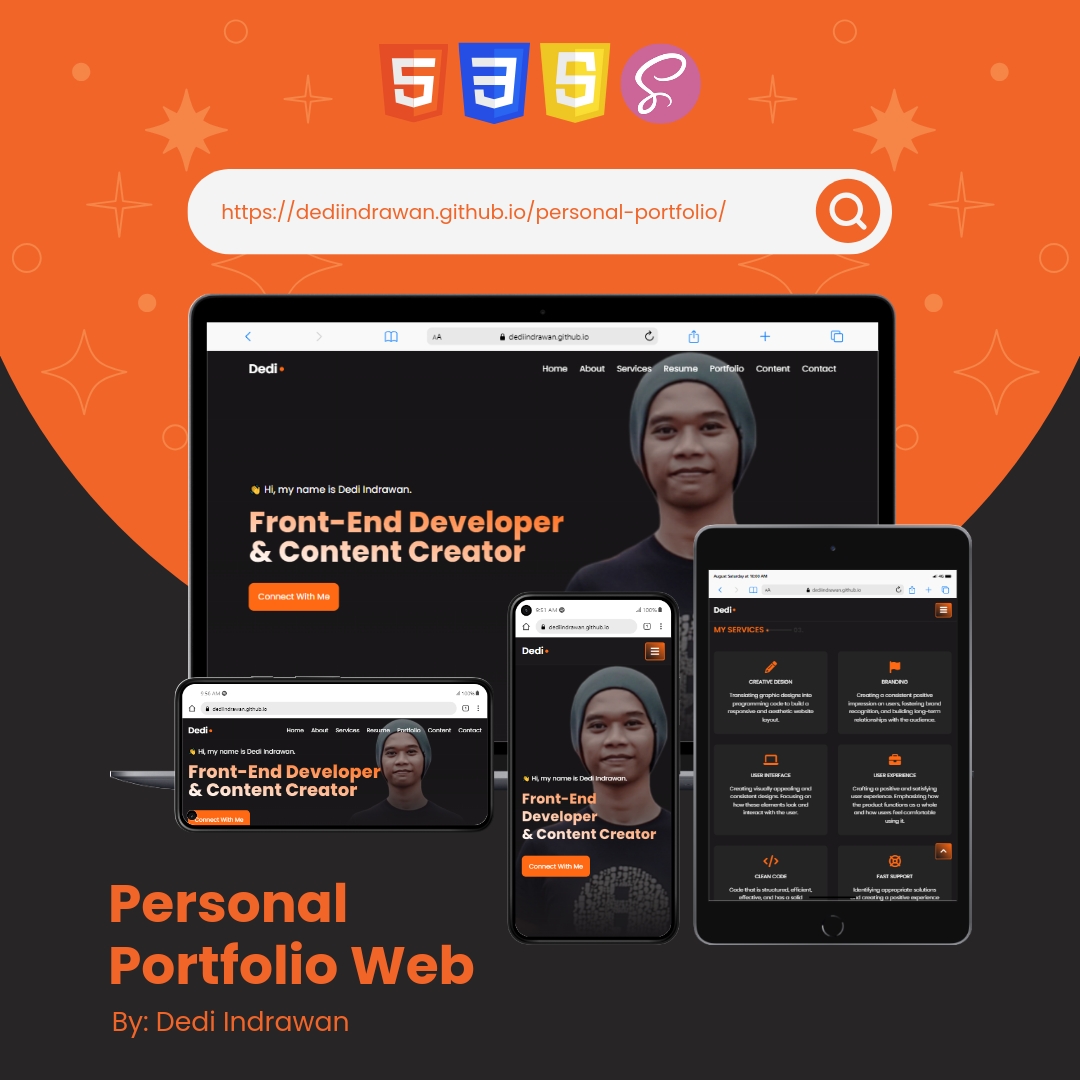 https://dediindrawan.github.io/personal-portfolio/
AA dediindrawan.github.io
Dedi
Home About Services Resume Portfolio Content Contact
👋 Hi, my name is Dedi Indrawan.
Front-End Developer
& Content Creator
Connect With Me
9:56 AM 100%
dediindrawan.github.io
Dedi
Home About Services Resume Portfolio Content Contact
👋 Hi, my name is Dedi Indrawan.
Front-End Developer
& Content Creator
Connect With Me
9:51 AM 100%
dediindrawan.github.io
Dedi
👋 Hi, my name is Dedi Indrawan.
Front-End
Developer
& Content Creator
Connect With Me
August Saturday at 10:03 AM
AA dediindrawan.github.io
Dedi
MY SERVICES
CREATIVE DESIGN
Translating graphic designs into
programming code to build a
responsive and aesthetic website
layout.
BRANDING
Creating a consistent positive
impression on users, fostering brand
recognition, and building long-term
relationships with the audience.
USER INTERFACE
Creating visually appealing and
consistent designs. Focusing on
how these elements look and
interact with the user.
USER EXPERIENCE
Crafting a positive and satisfying
user experience. Emphasizing how
the product functions as a whole
and how users feel comfortable
using it.
CLEAN CODE
Code that is structured, efficient,
effective, and has a solid
FAST SUPPORT
Identifying appropriate solutions
creating a positive experience
Personal
Portfolio Web
By: Dedi Indrawan